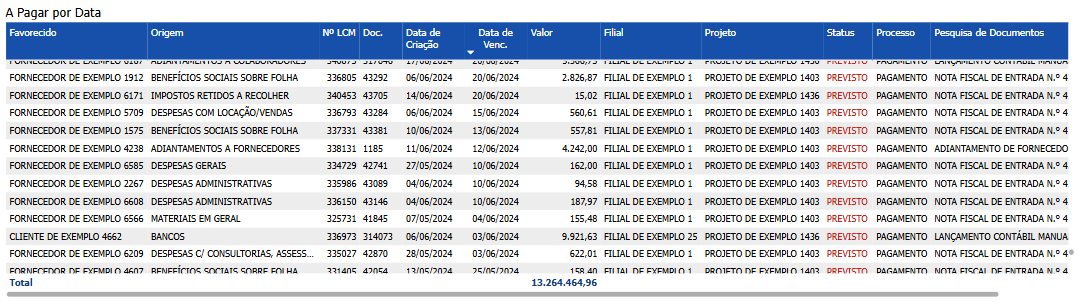 A Pagar por Data
Favorecido Origem Nº LCM Doc. Data de Criação Data de Venc. Valor Filial Projeto Status Processo Pesquisa de Documentos
FORNECEDOR DE EXEMPLO 1912 BENEFÍCIOS SOCIAIS SOBRE FOLHA 336805 43292 06/06/2024 20/06/2024 2.826,87 FILIAL DE EXEMPLO 1 PROJETO DE EXEMPLO 1403 PREVISTO PAGAMENTO NOTA FISCAL DE ENTRADA N.º 4
FORNECEDOR DE EXEMPLO 6171 IMPOSTOS RETIDOS A RECOLHER 340453 43705 14/06/2024 20/06/2024 15,02 FILIAL DE EXEMPLO 1 PROJETO DE EXEMPLO 1436 PREVISTO PAGAMENTO NOTA FISCAL DE ENTRADA N.º 4
FORNECEDOR DE EXEMPLO 5709 DESPESAS COM LOCAÇÃO/VENDAS 336793 43284 06/06/2024 15/06/2024 560,61 FILIAL DE EXEMPLO 1 PROJETO DE EXEMPLO 1403 PREVISTO PAGAMENTO NOTA FISCAL DE ENTRADA N.º 4
FORNECEDOR DE EXEMPLO 1575 BENEFÍCIOS SOCIAIS SOBRE FOLHA 337331 43381 10/06/2024 13/06/2024 557,81 FILIAL DE EXEMPLO 1 PROJETO DE EXEMPLO 1403 PREVISTO PAGAMENTO NOTA FISCAL DE ENTRADA N.º 4
FORNECEDOR DE EXEMPLO 4238 ADIANTAMENTOS A FORNECEDORES 338131 1185 11/06/2024 12/06/2024 4.242,00 FILIAL DE EXEMPLO 1 PROJETO DE EXEMPLO 1403 PREVISTO PAGAMENTO ADIANTAMENTO DE FORNECEDO
FORNECEDOR DE EXEMPLO 6585 DESPESAS GERAIS 334729 42741 27/05/2024 10/06/2024 162,00 FILIAL DE EXEMPLO 1 PROJETO DE EXEMPLO 1403 PREVISTO PAGAMENTO NOTA FISCAL DE ENTRADA N.º 4
FORNECEDOR DE EXEMPLO 2267 DESPESAS ADMINISTRATIVAS 335986 43089 04/06/2024 10/06/2024 94,58 FILIAL DE EXEMPLO 1 PROJETO DE EXEMPLO 1403 PREVISTO PAGAMENTO NOTA FISCAL DE ENTRADA N.º 4
FORNECEDOR DE EXEMPLO 6608 DESPESAS ADMINISTRATIVAS 336150 43146 04/06/2024 10/06/2024 187,97 FILIAL DE EXEMPLO 1 PROJETO DE EXEMPLO 1403 PREVISTO PAGAMENTO NOTA FISCAL DE ENTRADA N.º 4
FORNECEDOR DE EXEMPLO 6566 MATERIAIS EM GERAL 325731 41845 07/05/2024 04/06/2024 155,48 FILIAL DE EXEMPLO 1 PROJETO DE EXEMPLO 1403 PREVISTO PAGAMENTO NOTA FISCAL DE ENTRADA N.º 4
CLIENTE DE EXEMPLO 4662 BANCOS 336973 314073 06/06/2024 03/06/2024 9.921,63 FILIAL DE EXEMPLO 25 PROJETO DE EXEMPLO 1436 PREVISTO PAGAMENTO LANÇAMENTO CONTÁBIL MANUA
FORNECEDOR DE EXEMPLO 6209 DESPESAS C/ CONSULTORIAS, ASSESS... 335027 42870 28/05/2024 03/06/2024 622,01 FILIAL DE EXEMPLO 1 PROJETO DE EXEMPLO 1403 PREVISTO PAGAMENTO NOTA FISCAL DE ENTRADA N.º 4
FORNECEDOR DE EXEMPLO 4607 BENEFÍCIOS SOCIAIS SOBRE FOLHA 331405 42054 13/05/2024 25/05/2024 158,40 FILIAL DE EXEMPLO 1 PROJETO DE EXEMPLO 1403 PREVISTO PAGAMENTO NOTA FISCAL DE ENTRADA N.º 4
Total 13.264.464,96